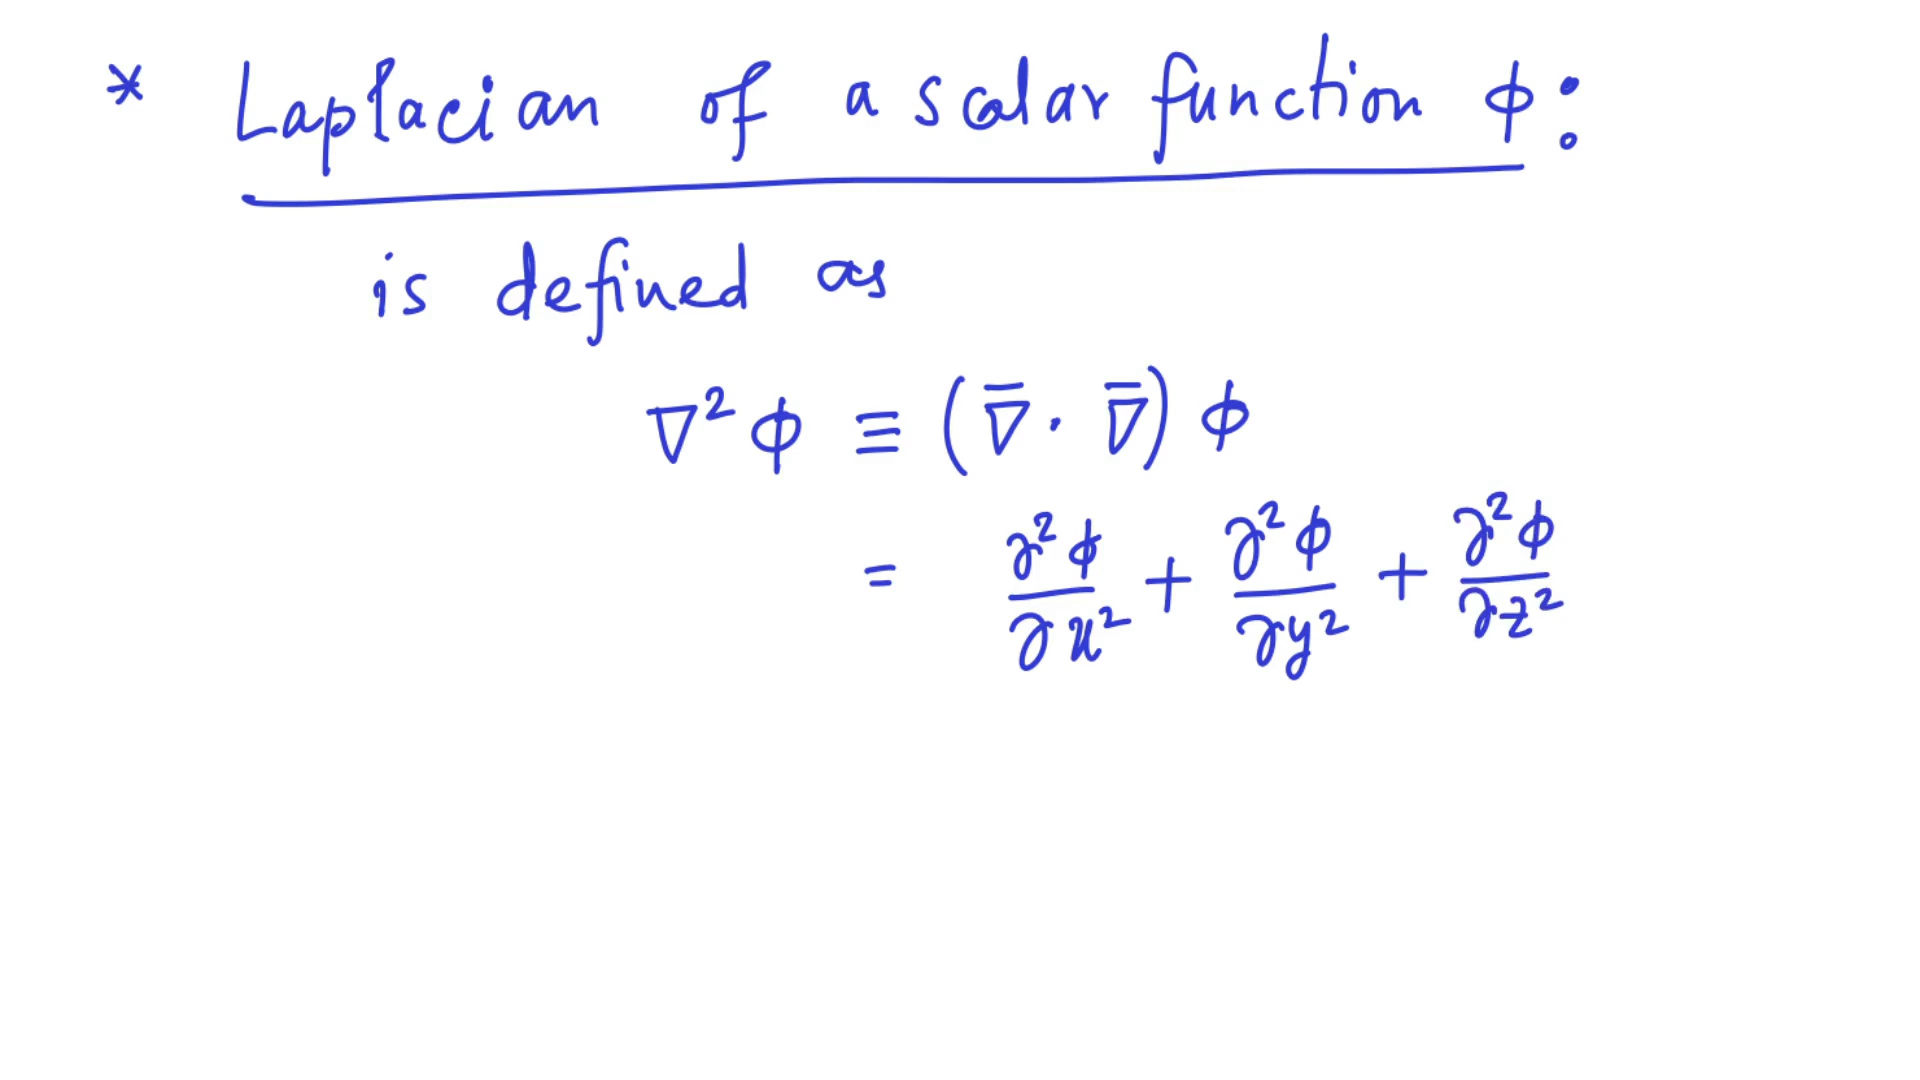 * Laplacian of a scalar function ϕ:
is defined as
∇²ϕ ≡ (∇̅ · ∇̅) ϕ
= ∂²ϕ/∂x² + ∂²ϕ/∂y² + ∂²ϕ/∂z²